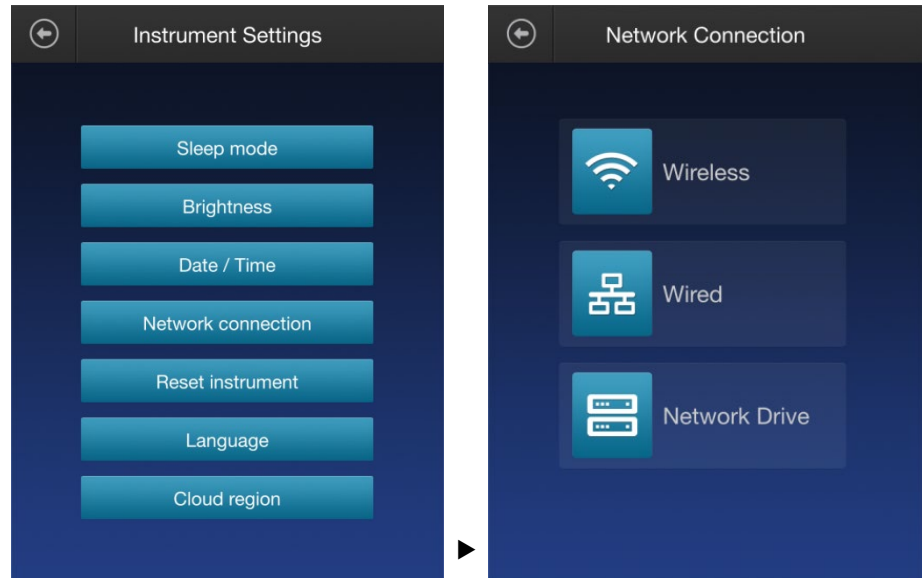 Instrument Settings
Sleep mode
Brightness
Date / Time
Network connection
Reset instrument
Language
Cloud region
Network Connection
Wireless
Wired
Network Drive